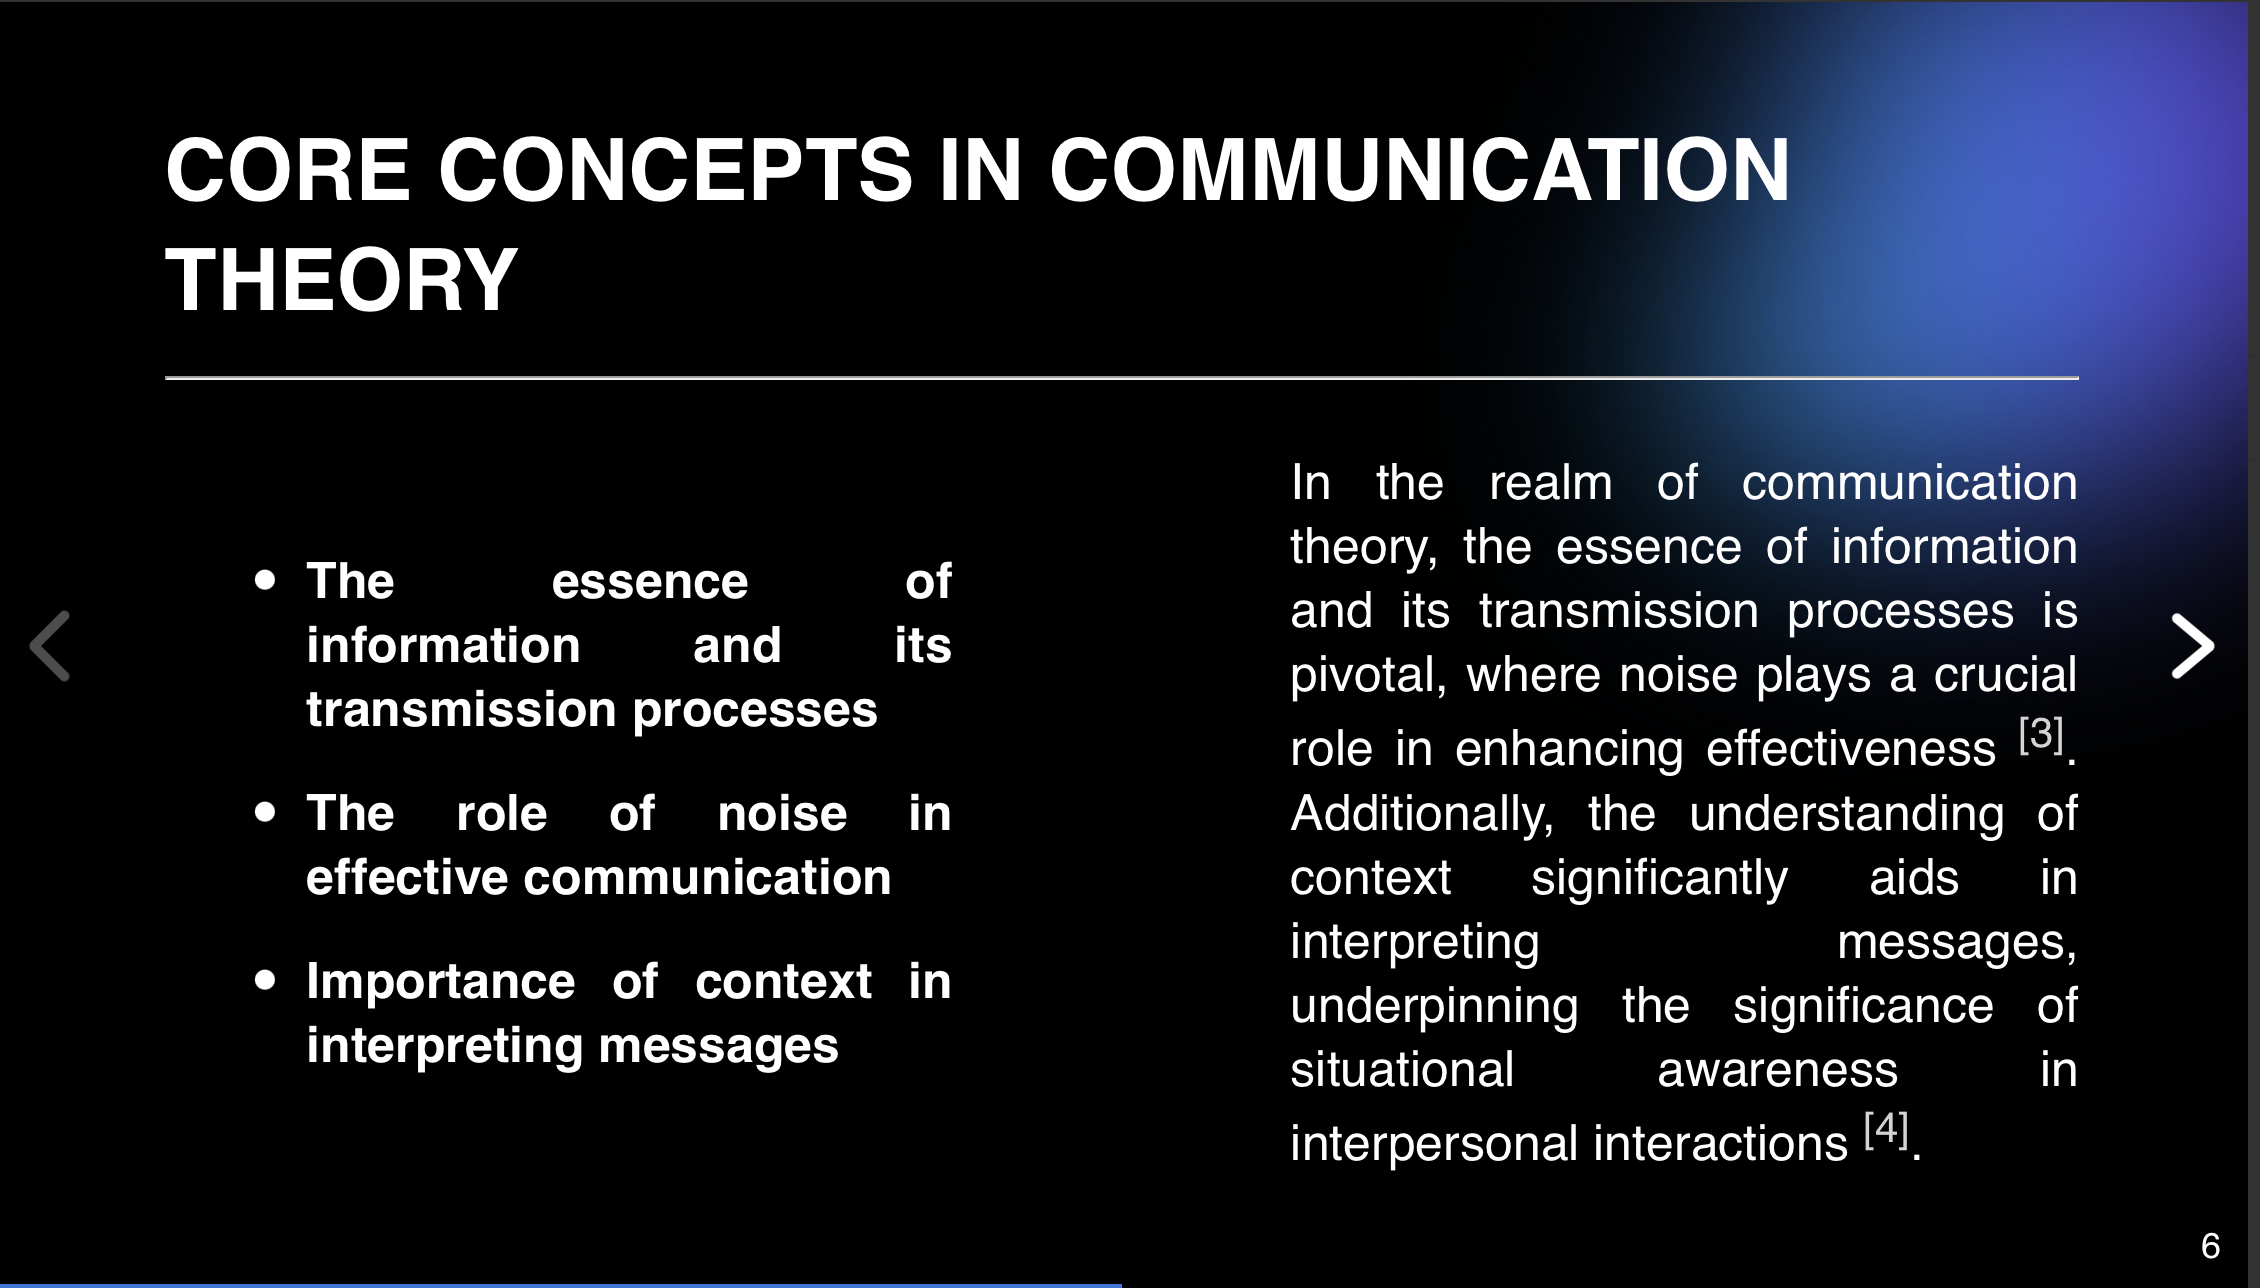 CORE CONCEPTS IN COMMUNICATION
THEORY
• The essence of
information and its
transmission processes
• The role of noise in
effective communication
• Importance of context in
interpreting messages
In the realm of communication
theory, the essence of information
and its transmission processes is
pivotal, where noise plays a crucial
role in enhancing effectiveness [3].
Additionally, the understanding of
context significantly aids in
interpreting messages,
underpinning the significance of
situational awareness in
interpersonal interactions [4].
6